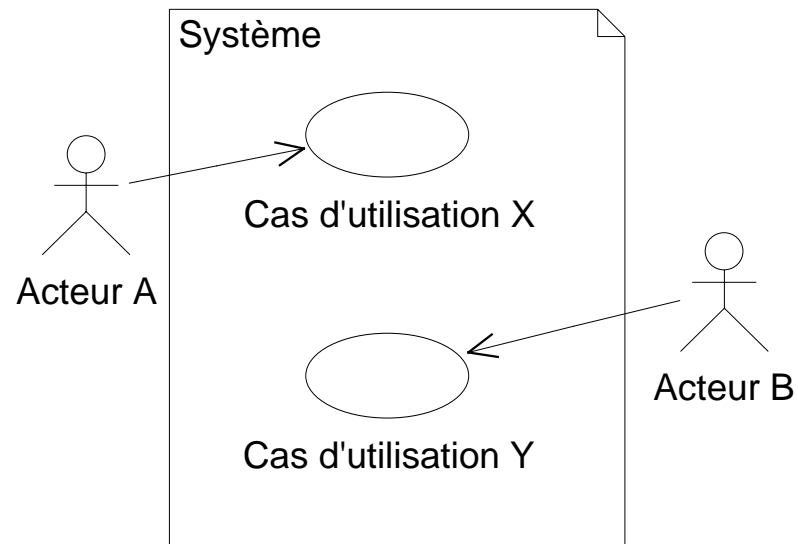 Système
Cas d'utilisation X
Acteur A
Acteur B
Cas d'utilisation Y